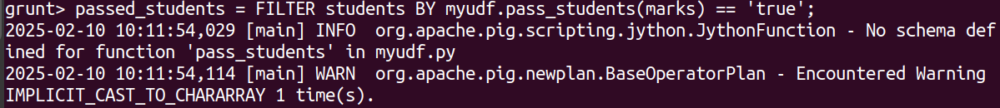 grunt> passed_students = FILTER students BY myudf.pass_students(marks) == 'true';
2025-02-10 10:11:54,029 [main] INFO  org.apache.pig.scripting.jython.JythonFunction - No schema def
ined for function 'pass_students' in myudf.py
2025-02-10 10:11:54,114 [main] WARN  org.apache.pig.newplan.BaseOperatorPlan - Encountered Warning
IMPLICIT_CAST_TO_CHARARRAY 1 time(s).